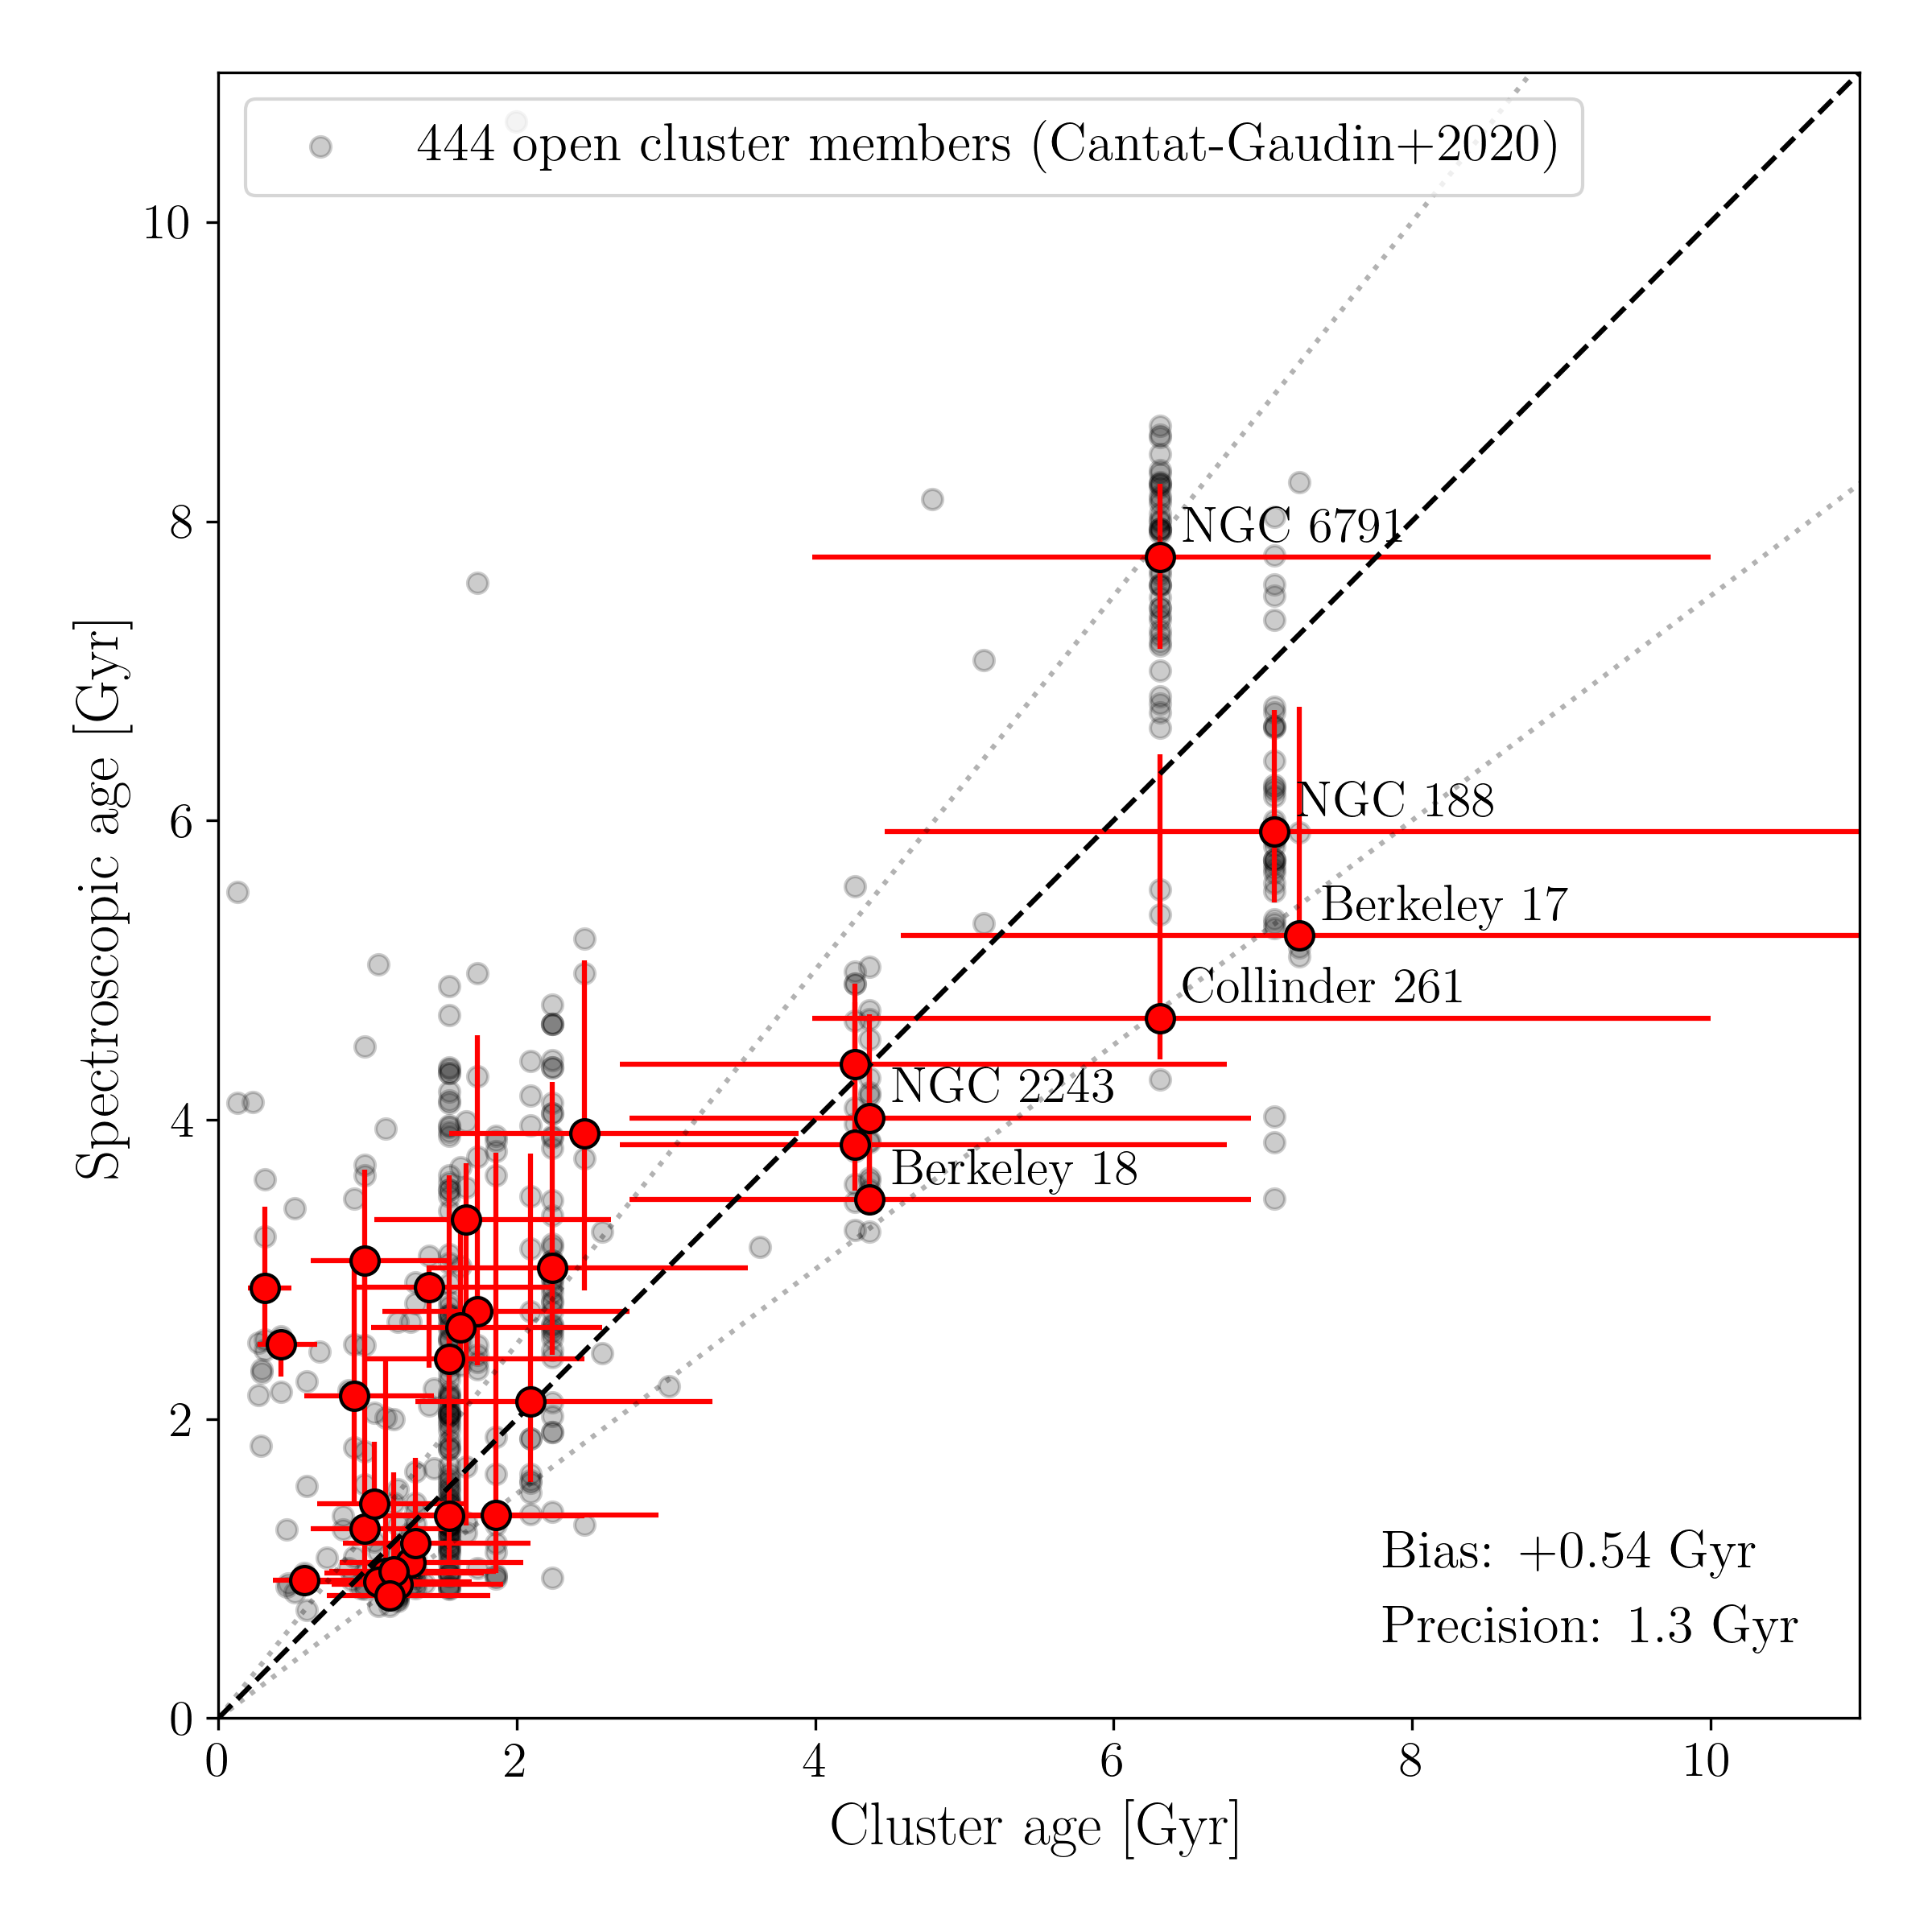 444 open cluster members (Cantat-Gaudin+2020)
10
8
6
4
2
0
Spectroscopic age [Gyr]
NGC 6791
NGC 188
Berkeley 17
Collinder 261
NGC 2243
Berkeley 18
Bias: +0.54 Gyr
Precision: 1.3 Gyr
0 2 4 6 8 10
Cluster age [Gyr]